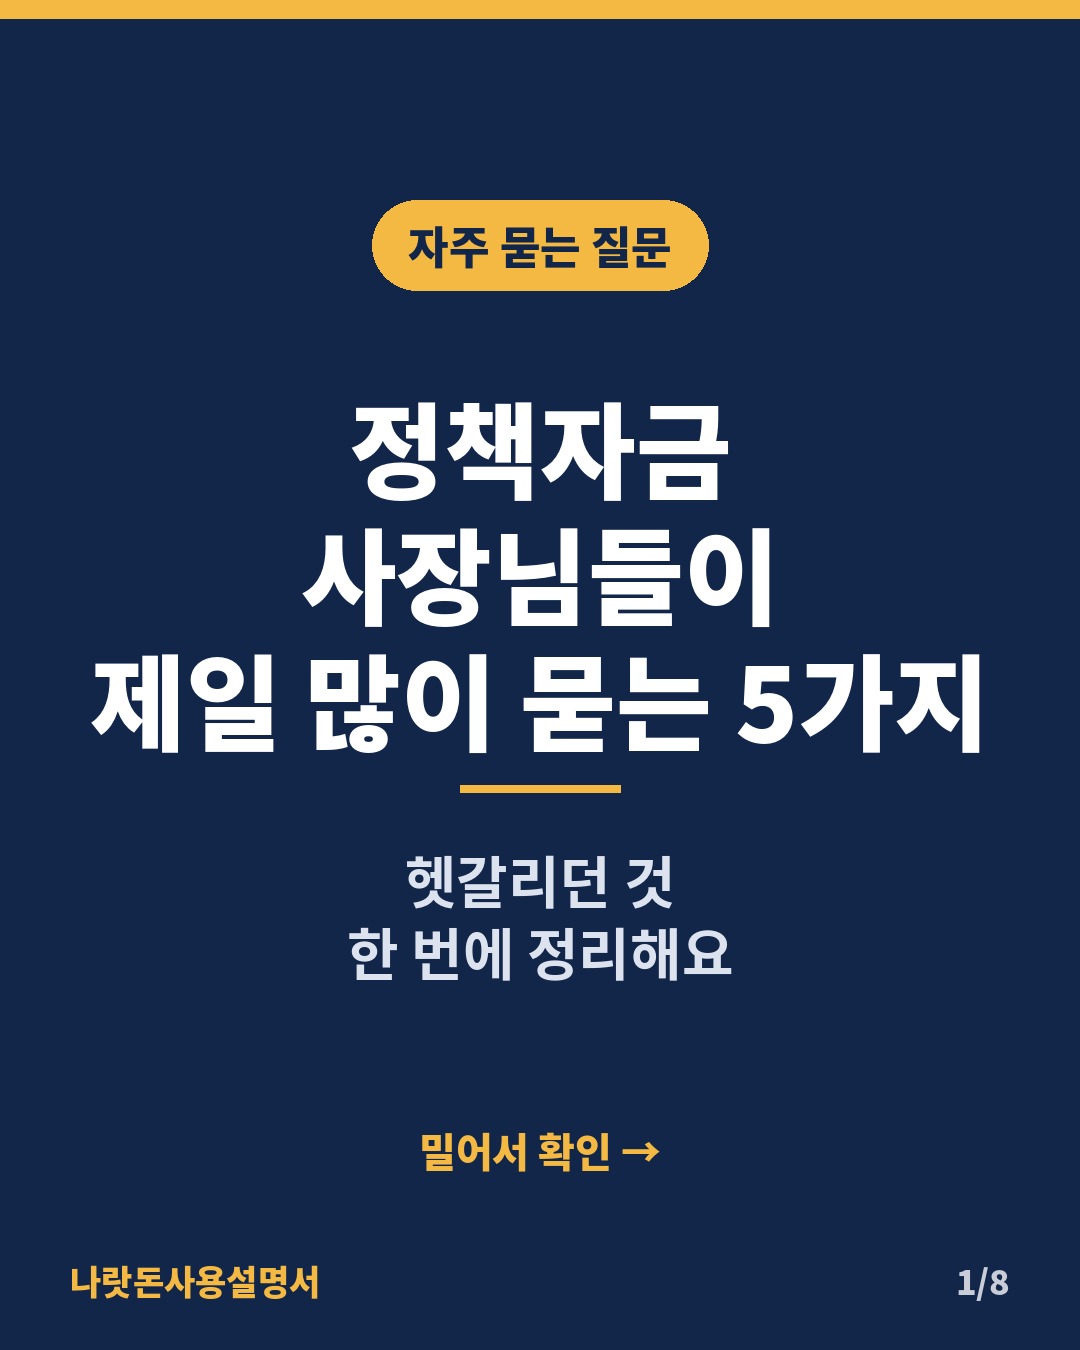 자주 묻는 질문
정책자금
사장님들이
제일 많이 묻는 5가지
헷갈리던 것
한 번에 정리해요
밀어서 확인 →
나랏돈사용설명서
1/8